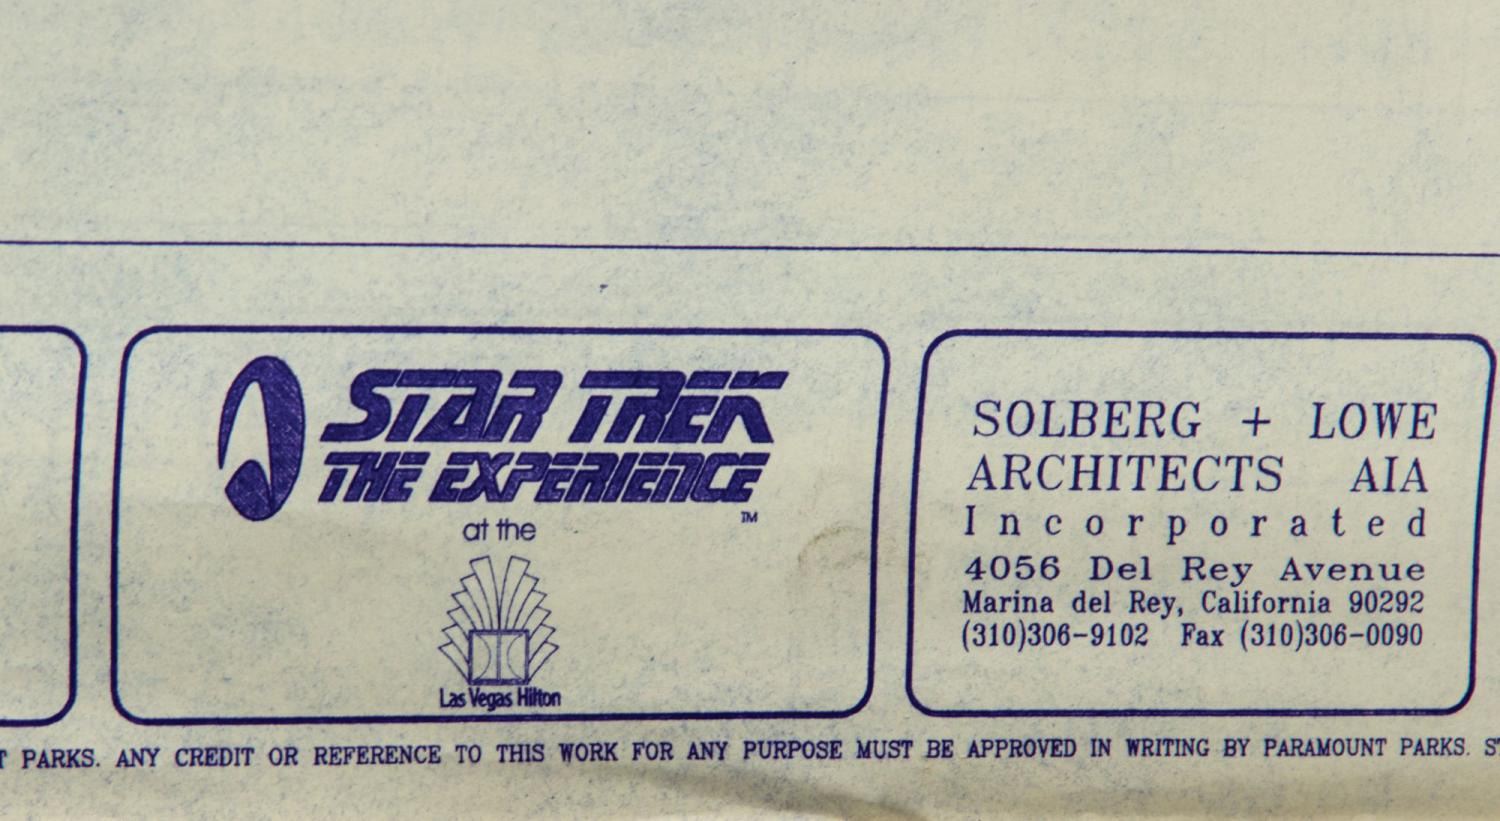 STAR TREK
THE EXPERIENCE
TM
at the
Las Vegas Hilton
SOLBERG + LOWE
ARCHITECTS AIA
Incorporated
4056 Del Rey Avenue
Marina del Rey, California 90292
(310)306-9102 Fax (310)306-0090
T PARKS. ANY CREDIT OR REFERENCE TO THIS WORK FOR ANY PURPOSE MUST BE APPROVED IN WRITING BY PARAMOUNT PARKS. ST